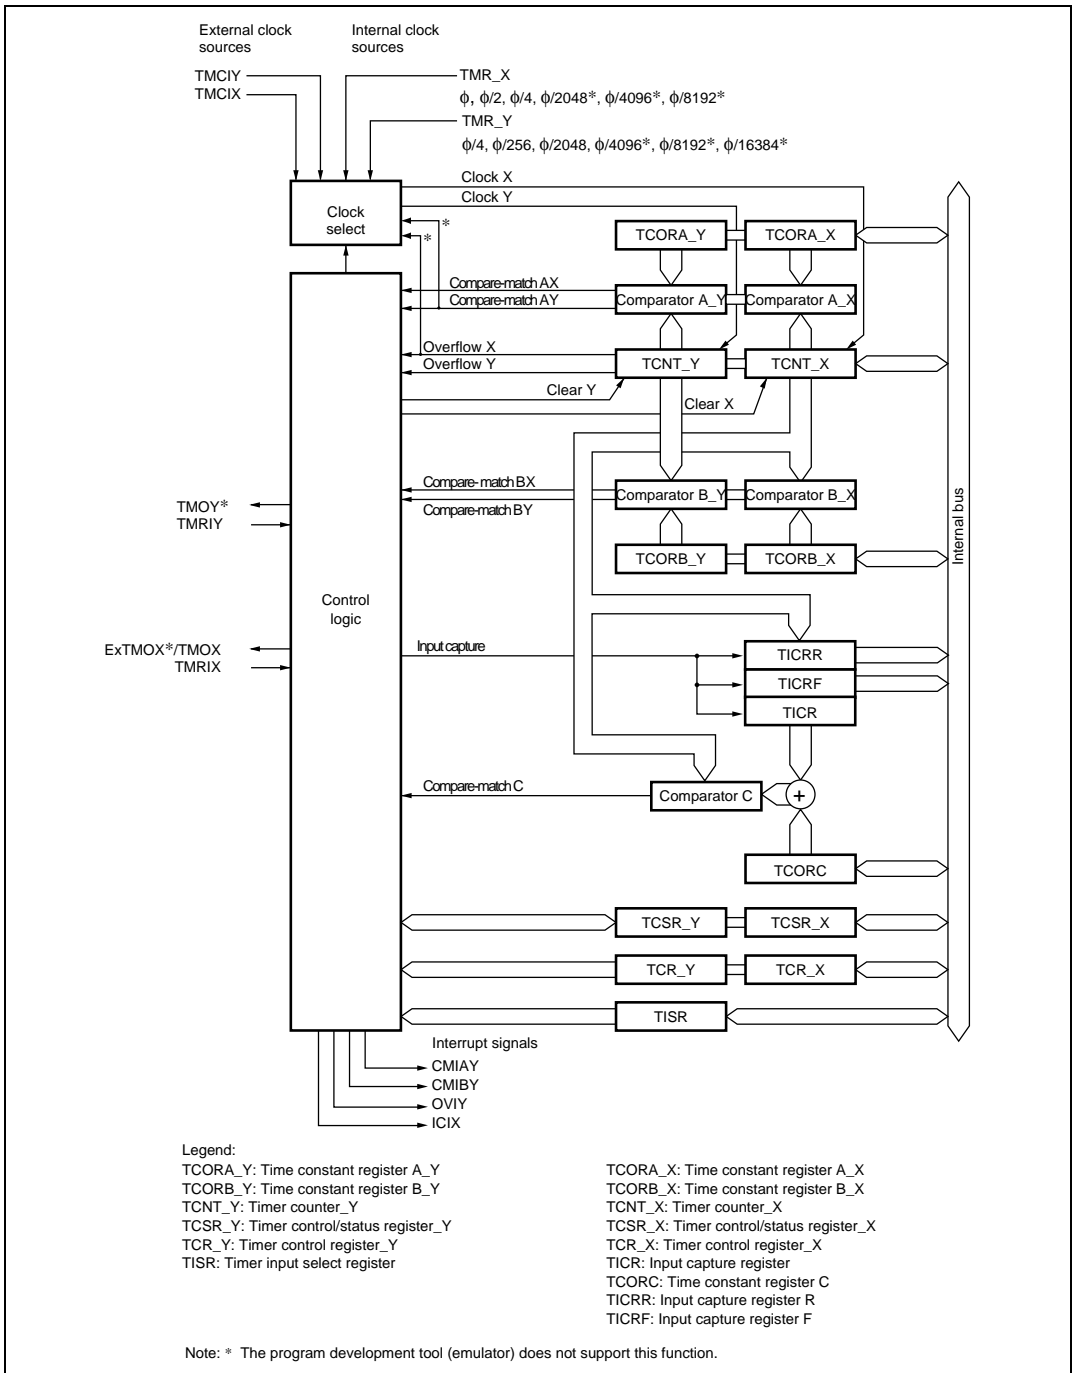 External clock
sources
Internal clock
sources
TMCIY
TMCIX
TMR_X
ϕ, ϕ/2, ϕ/4, ϕ/2048*, ϕ/4096*, ϕ/8192*
TMR_Y
ϕ/4, ϕ/256, ϕ/2048, ϕ/4096*, ϕ/8192*, ϕ/16384*
Clock X
Clock Y
Clock
select
*
*
TCORA_Y
TCORA_X
Compare-match AX
Compare-match AY
Comparator A_Y
Comparator A_X
Overflow X
Overflow Y
TCNT_Y
TCNT_X
Clear Y
Clear X
Compare- match BX
Compare-match BY
Comparator B_Y
Comparator B_X
TMOY*
TMRIY
TCORB_Y
TCORB_X
Internal bus
Control
logic
ExTMOX*/TMOX
TMRIX
Input capture
TICRR
TICRF
TICR
Compare-match C
Comparator C
+
TCORC
TCSR_Y
TCSR_X
TCR_Y
TCR_X
TISR
Interrupt signals
CMIAY
CMIBY
OVIY
ICIX
Legend:
TCORA_Y: Time constant register A_Y
TCORB_Y: Time constant register B_Y
TCNT_Y: Timer counter_Y
TCSR_Y: Timer control/status register_Y
TCR_Y: Timer control register_Y
TISR: Timer input select register
TCORA_X: Time constant register A_X
TCORB_X: Time constant register B_X
TCNT_X: Timer counter_X
TCSR_X: Timer control/status register_X
TCR_X: Timer control register_X
TICR: Input capture register
TCORC: Time constant register C
TICRR: Input capture register R
TICRF: Input capture register F
Note: * The program development tool (emulator) does not support this function.